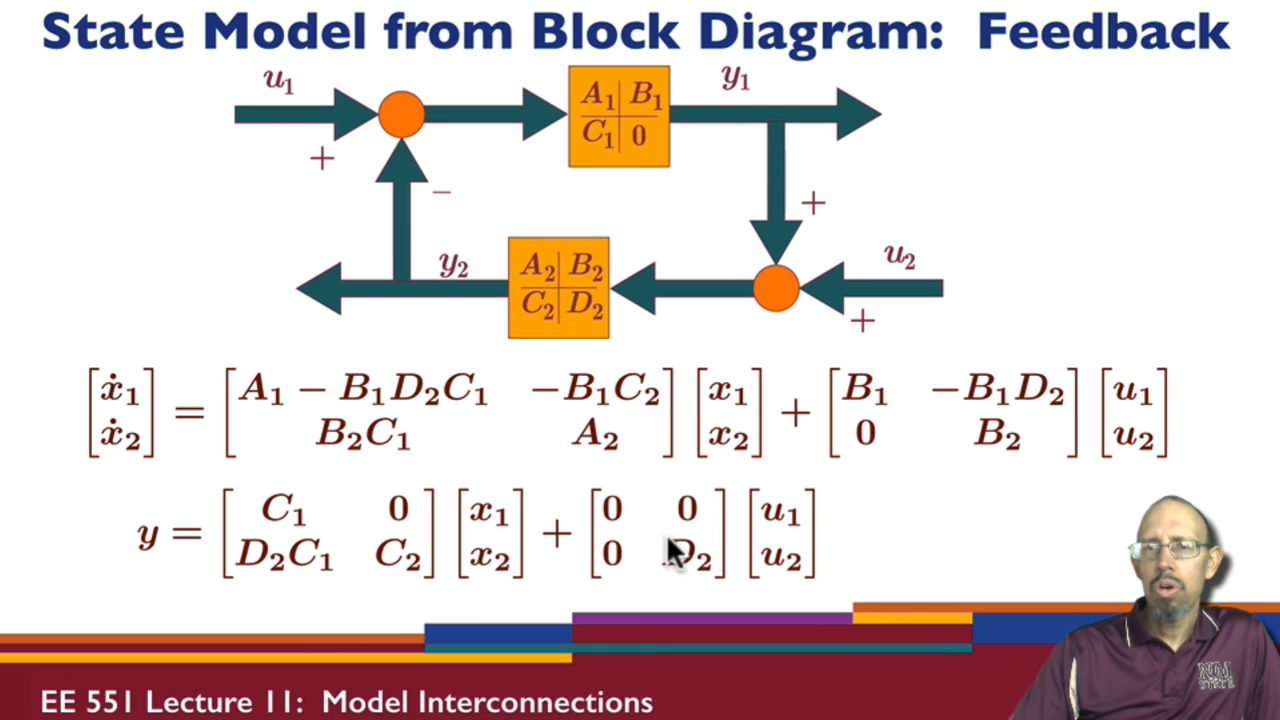 State Model from Block Diagram: Feedback
u₁
y₁
A₁ B₁
C₁ 0
+
−
+
y₂
u₂
A₂ B₂
C₂ D₂
+
[ẋ₁; ẋ₂] = [A₁ − B₁D₂C₁ −B₁C₂; B₂C₁ A₂] [x₁; x₂] + [B₁ −B₁D₂; 0 B₂] [u₁; u₂]
y = [C₁ 0; D₂C₁ C₂] [x₁; x₂] + [0 0; 0 D₂] [u₁; u₂]
NM
STATE
EE 551 Lecture 11: Model Interconnections